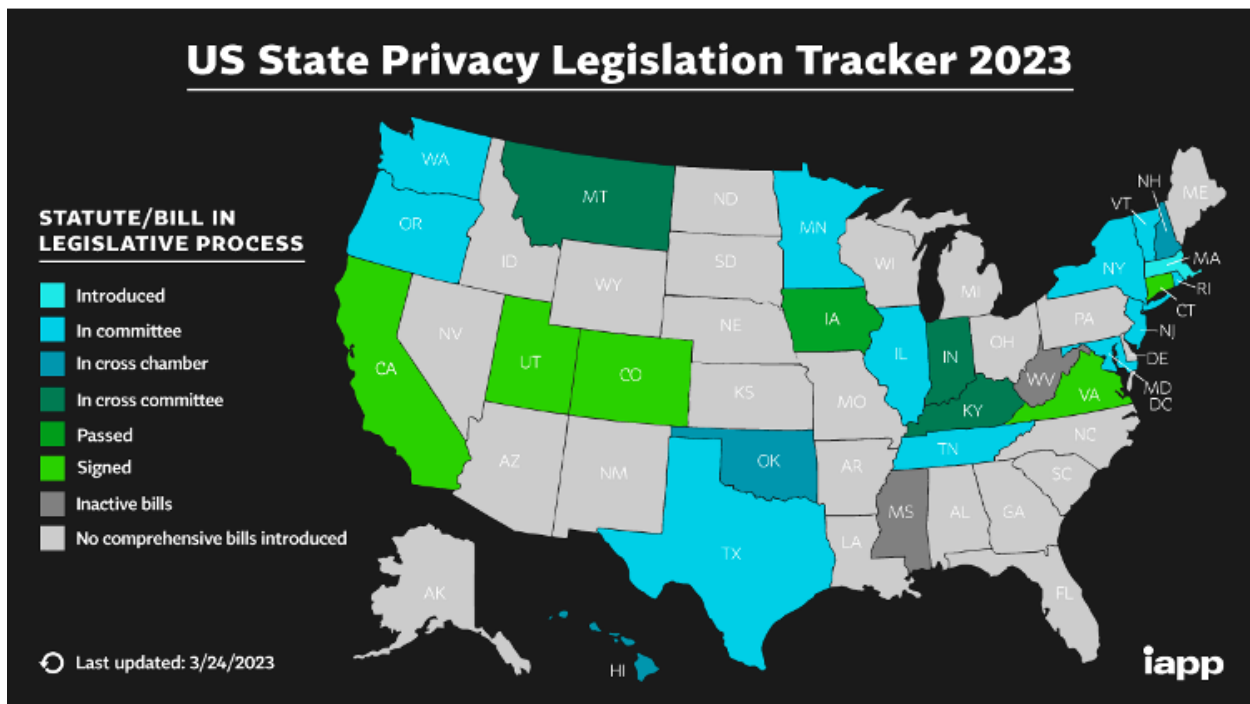 US State Privacy Legislation Tracker 2023
STATUTE/BILL IN
LEGISLATIVE PROCESS
Introduced
In committee
In cross chamber
In cross committee
Passed
Signed
Inactive bills
No comprehensive bills introduced
Last updated: 3/24/2023
WA
OR
CA
NV
ID
MT
WY
UT
CO
AZ
NM
ND
SD
NE
KS
OK
TX
MN
IA
MO
AR
LA
WI
IL
MI
IN
OH
KY
TN
MS
AL
GA
FL
SC
NC
VA
WV
PA
NY
VT
NH
ME
MA
RI
CT
NJ
DE
MD
DC
AK
HI
iapp